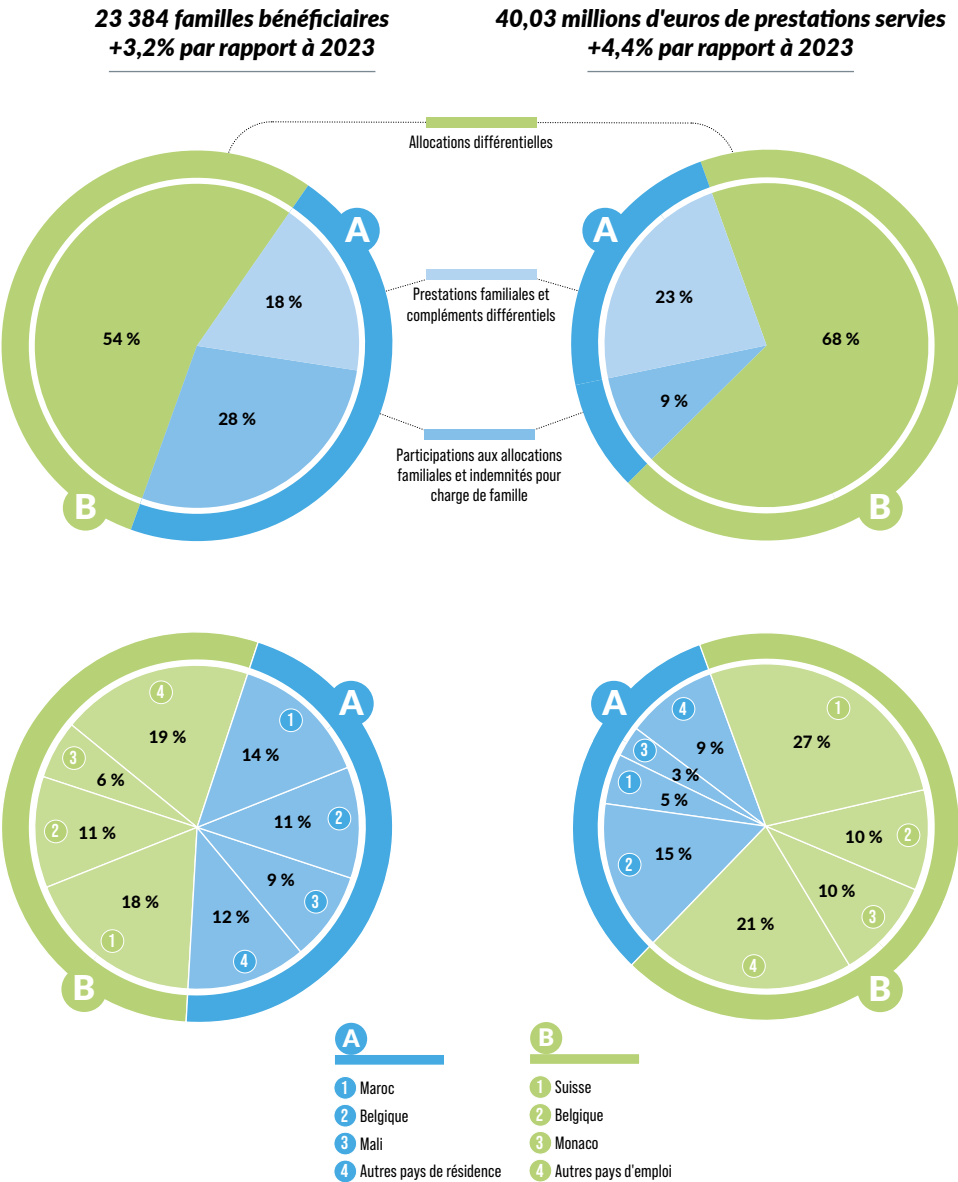 23 384 familles bénéficiaires
+3,2% par rapport à 2023
40,03 millions d'euros de prestations servies
+4,4% par rapport à 2023
Allocations différentielles
A
18 %
54 %
28 %
B
Prestations familiales et
compléments différentiels
Participations aux allocations
familiales et indemnités pour
charge de famille
A
23 %
68 %
9 %
B
A
4
19 %
1
14 %
3
6 %
2
11 %
11 %
2
9 %
3
18 %
1
12 %
4
B
A
4
9 %
1
27 %
3
3 %
1
5 %
10 %
2
2
15 %
10 %
3
21 %
4
B
A
1 Maroc
2 Belgique
3 Mali
4 Autres pays de résidence
B
1 Suisse
2 Belgique
3 Monaco
4 Autres pays d'emploi